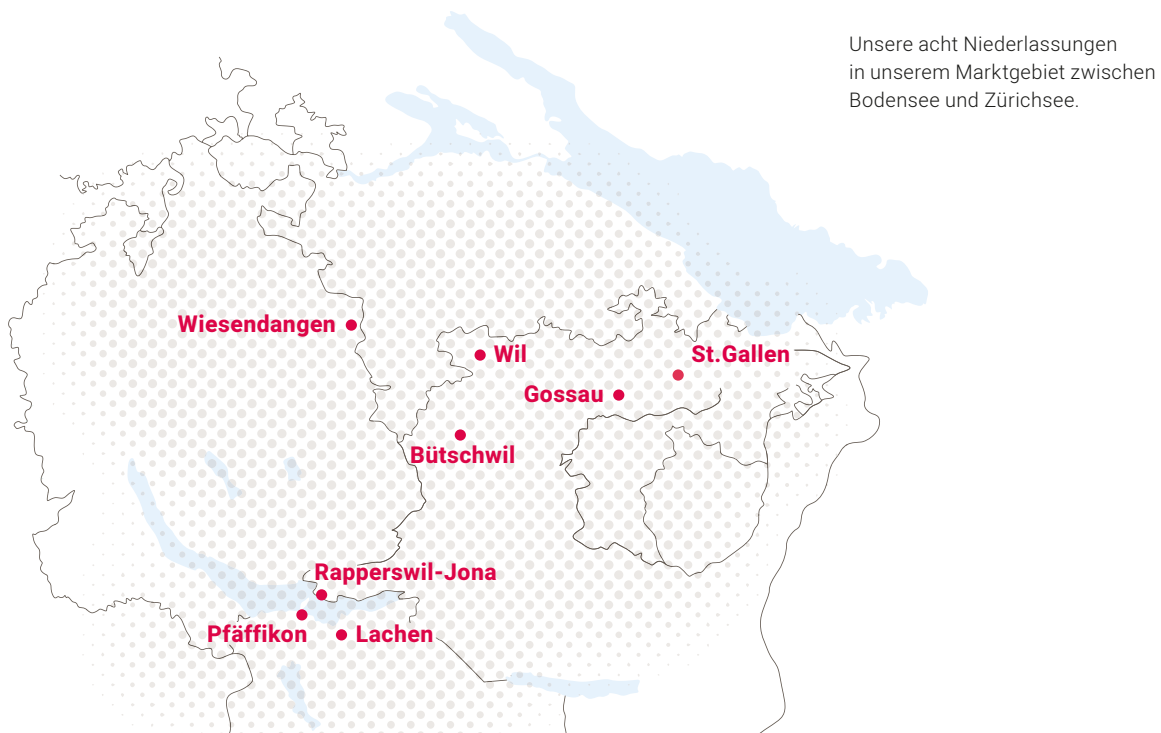 Unsere acht Niederlassungen
in unserem Marktgebiet zwischen
Bodensee und Zürichsee.
Wiesendangen
Wil
St.Gallen
Gossau
Bütschwil
Rapperswil-Jona
Pfäffikon
Lachen